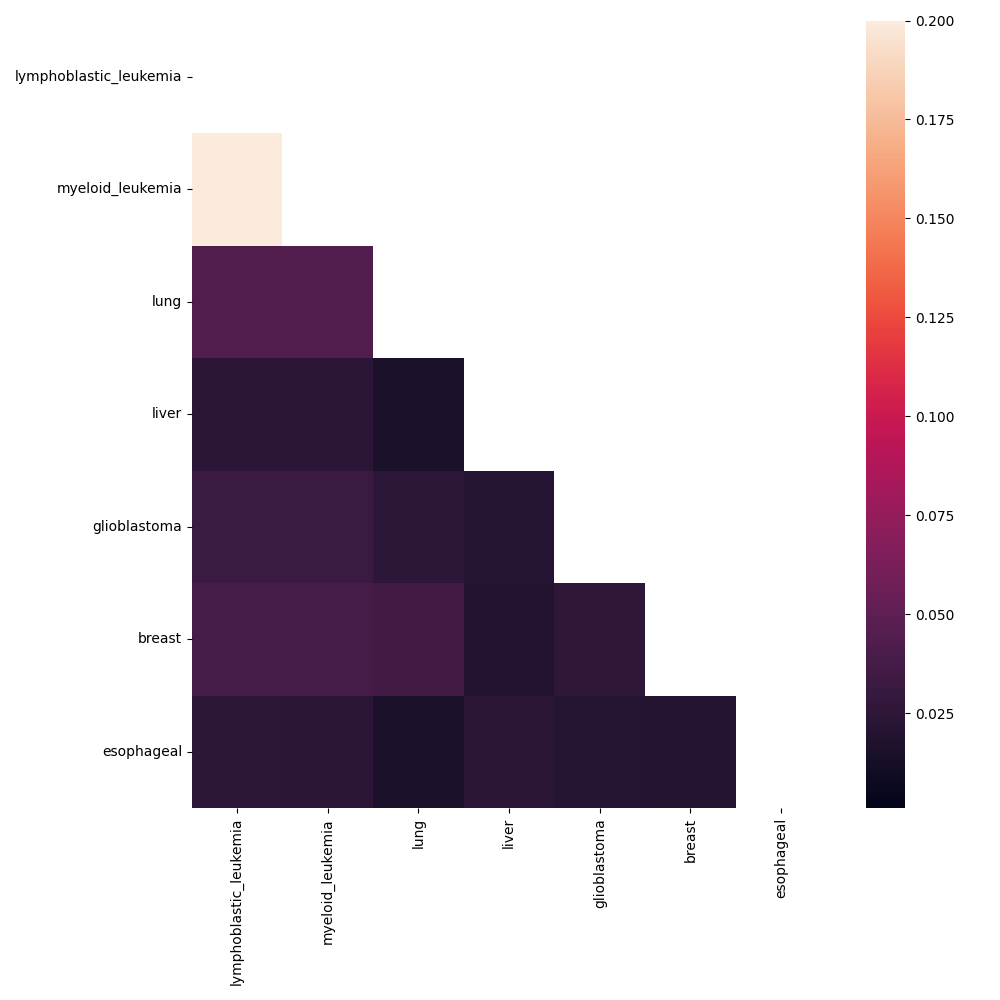 lymphoblastic_leukemia
myeloid_leukemia
lung
liver
glioblastoma
breast
esophageal
lymphoblastic_leukemia
myeloid_leukemia
lung
liver
glioblastoma
breast
esophageal
0.200
0.175
0.150
0.125
0.100
0.075
0.050
0.025